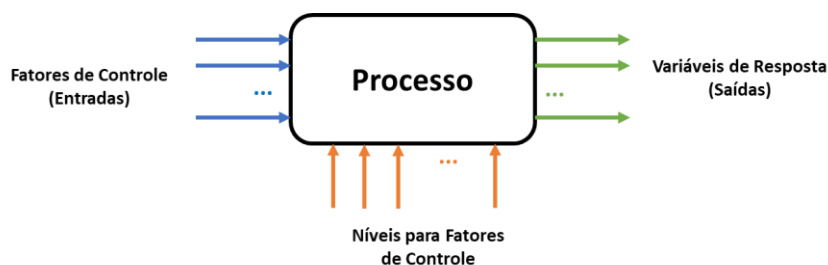 Fatores de Controle
(Entradas)
...
Processo
...
Variáveis de Resposta
(Saídas)
...
Níveis para Fatores
de Controle